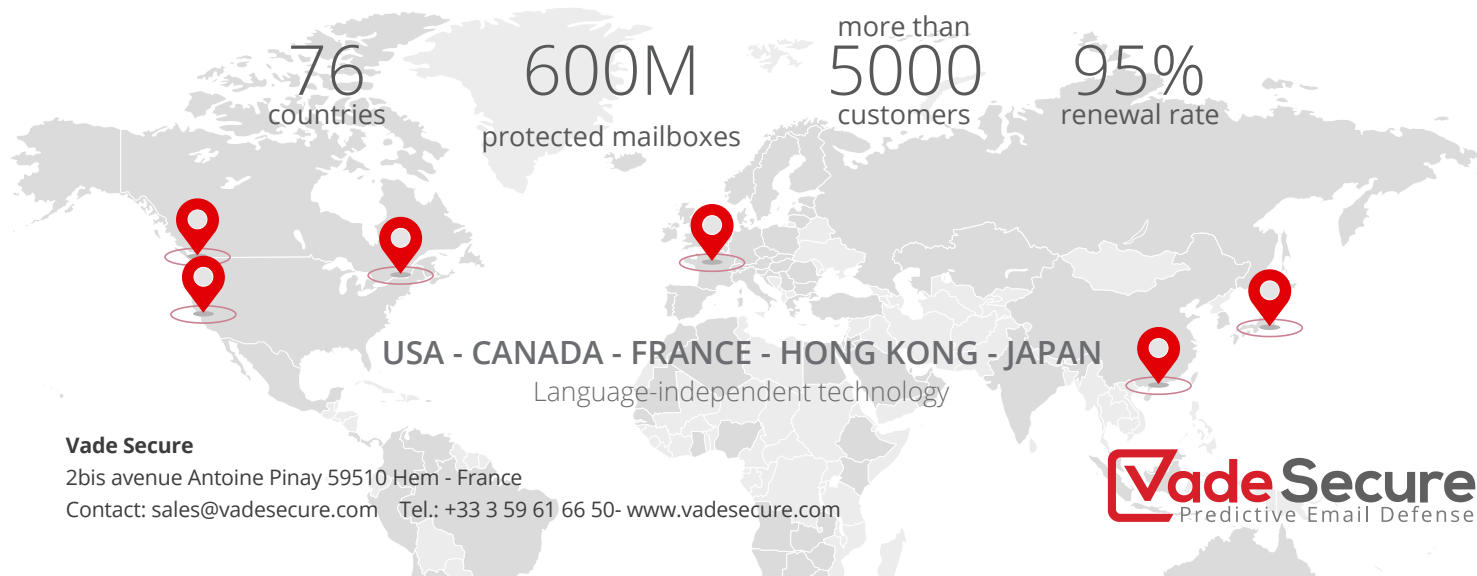 76
countries
600M
protected mailboxes
more than
5000
customers
95%
renewal rate
USA - CANADA - FRANCE - HONG KONG - JAPAN
Language-independent technology
Vade Secure
2bis avenue Antoine Pinay 59510 Hem - France
Contact: sales@vadesecure.com Tel.: +33 3 59 61 66 50- www.vadesecure.com
Vade Secure
Predictive Email Defense